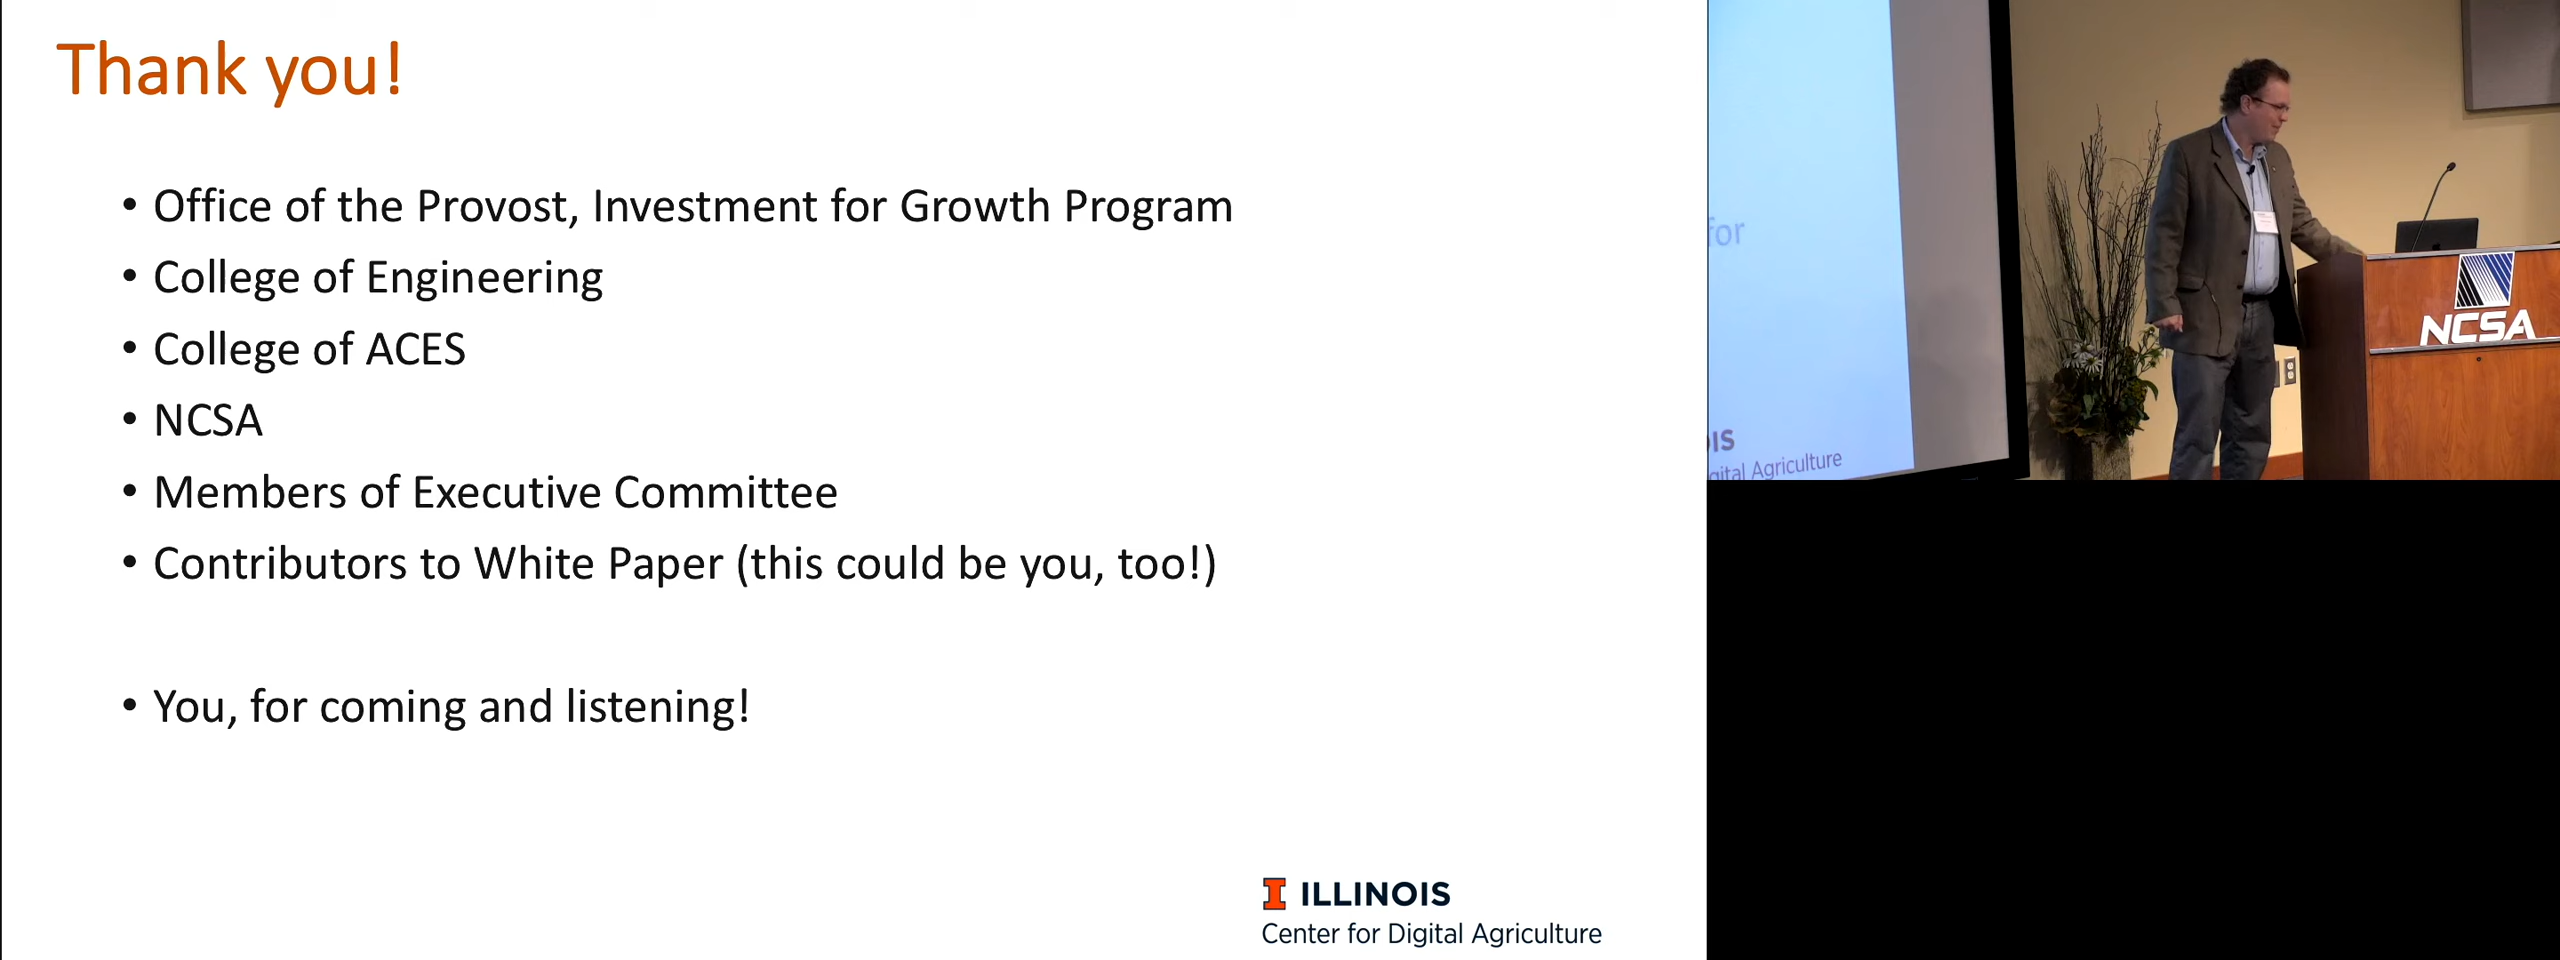 Thank you!
• Office of the Provost, Investment for Growth Program
• College of Engineering
• College of ACES
• NCSA
• Members of Executive Committee
• Contributors to White Paper (this could be you, too!)
• You, for coming and listening!
ILLINOIS
Center for Digital Agriculture
for
OIS
gital Agriculture
NCSA